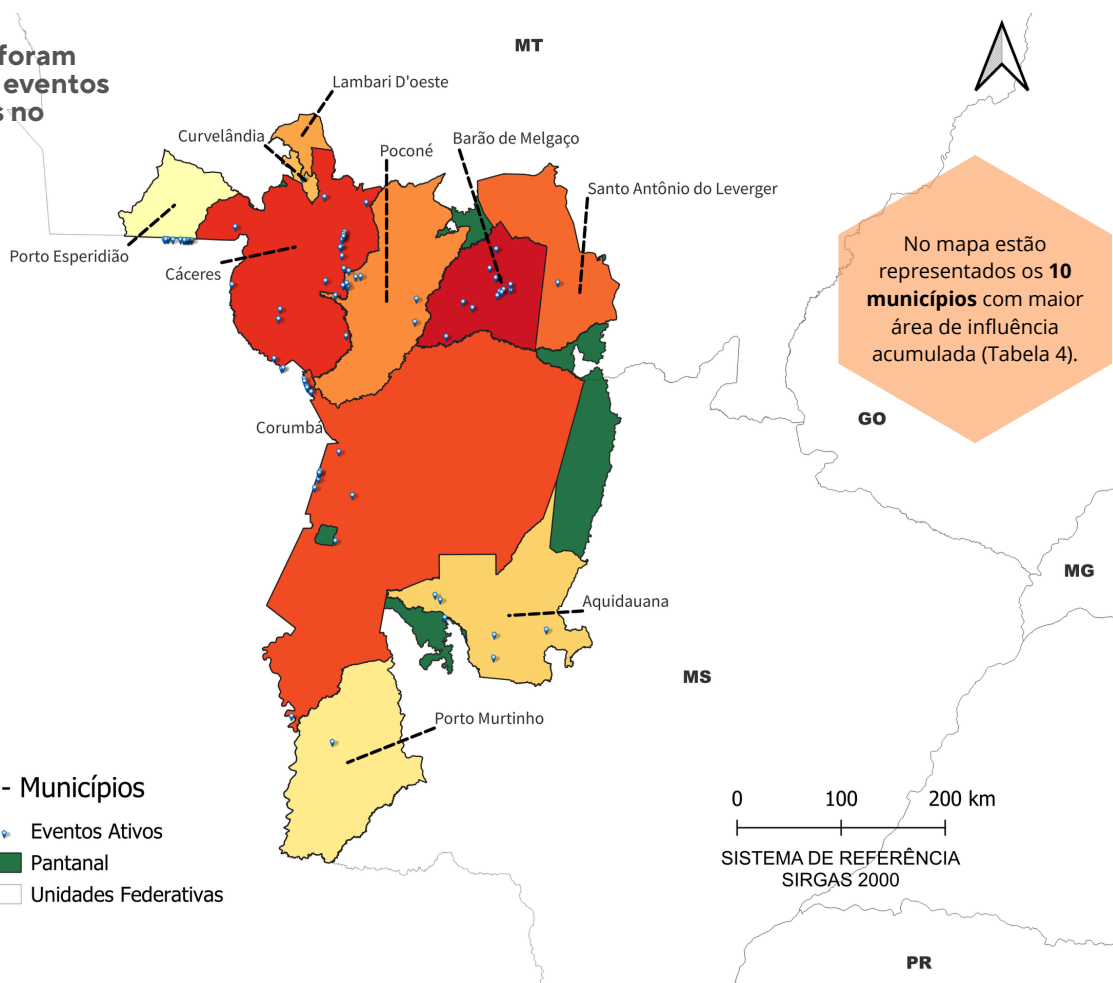 foram
eventos
s no
MT
Lambari D'oeste
Curvelândia
Poconé
Barão de Melgaço
Santo Antônio do Leverger
Porto Esperidião
Cáceres
No mapa estão
representados os 10
municípios com maior
área de influência
acumulada (Tabela 4).
GO
Corumbá
MG
Aquidauana
MS
Porto Murtinho
- Municípios
Eventos Ativos
Pantanal
Unidades Federativas
0 100 200 km
SISTEMA DE REFERÊNCIA
SIRGAS 2000
PR